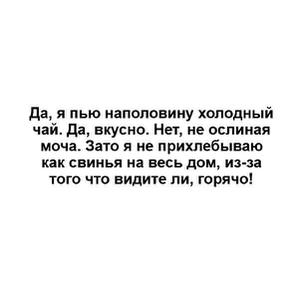 Да, я пью наполовину холодный
чай. Да, вкусно. Нет, не ослиная
моча. Зато я не прихлебываю
как свинья на весь дом, из-за
того что видите ли, горячо!